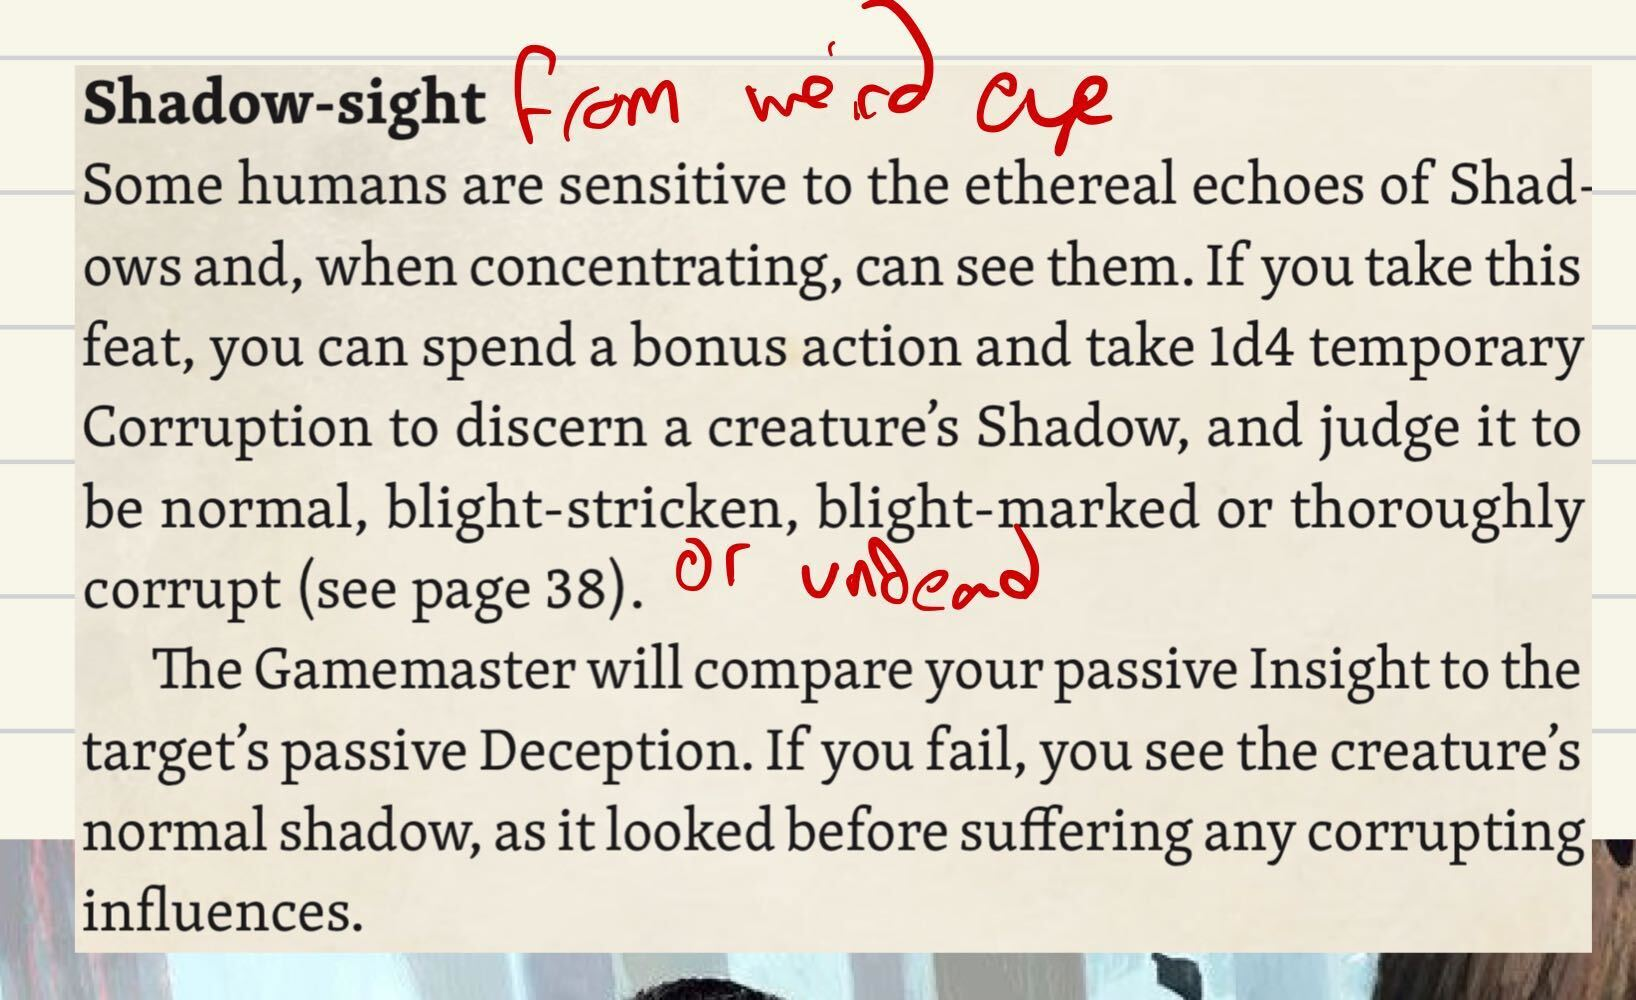 Shadow-sight from weird eye
Some humans are sensitive to the ethereal echoes of Shad-
ows and, when concentrating, can see them. If you take this
feat, you can spend a bonus action and take 1d4 temporary
Corruption to discern a creature’s Shadow, and judge it to
be normal, blight-stricken, blight-marked or thoroughly
corrupt (see page 38). or undead
The Gamemaster will compare your passive Insight to the
target’s passive Deception. If you fail, you see the creature’s
normal shadow, as it looked before suffering any corrupting
influences.